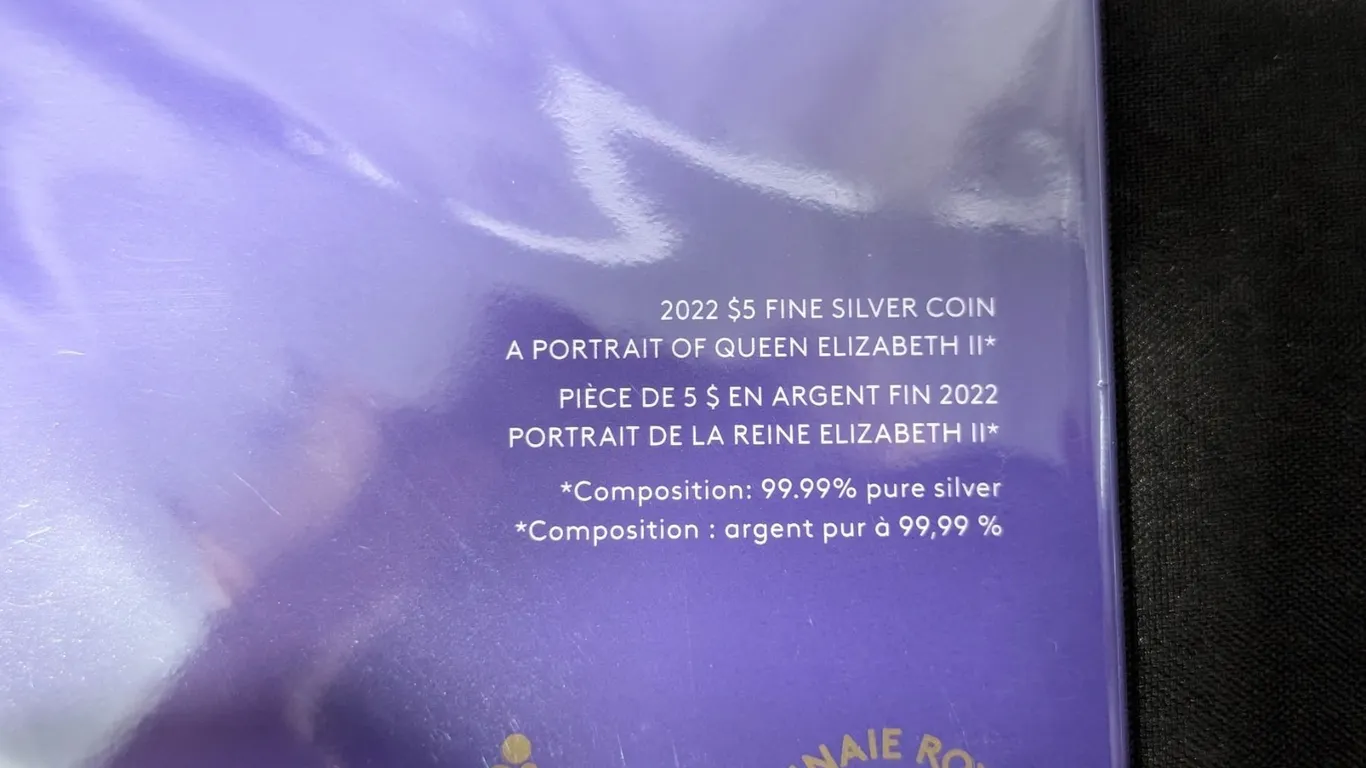 2022 $5 FINE SILVER COIN
A PORTRAIT OF QUEEN ELIZABETH II*
PIÈCE DE 5 $ EN ARGENT FIN 2022
PORTRAIT DE LA REINE ELIZABETH II*
*Composition: 99.99% pure silver
*Composition : argent pur à 99,99 %